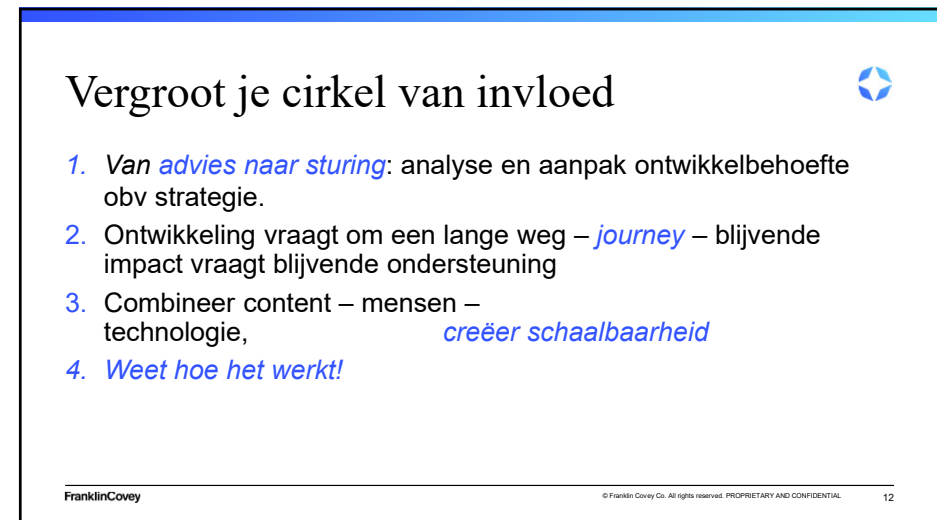 Vergroot je cirkel van invloed
1. Van advies naar sturing: analyse en aanpak ontwikkelbehoefte
obv strategie.
2. Ontwikkeling vraagt om een lange weg – journey – blijvende
impact vraagt blijvende ondersteuning
3. Combineer content – mensen –
technologie, creëer schaalbaarheid
4. Weet hoe het werkt!
FranklinCovey © Franklin Covey Co. All rights reserved. PROPRIETARY AND CONFIDENTIAL 12